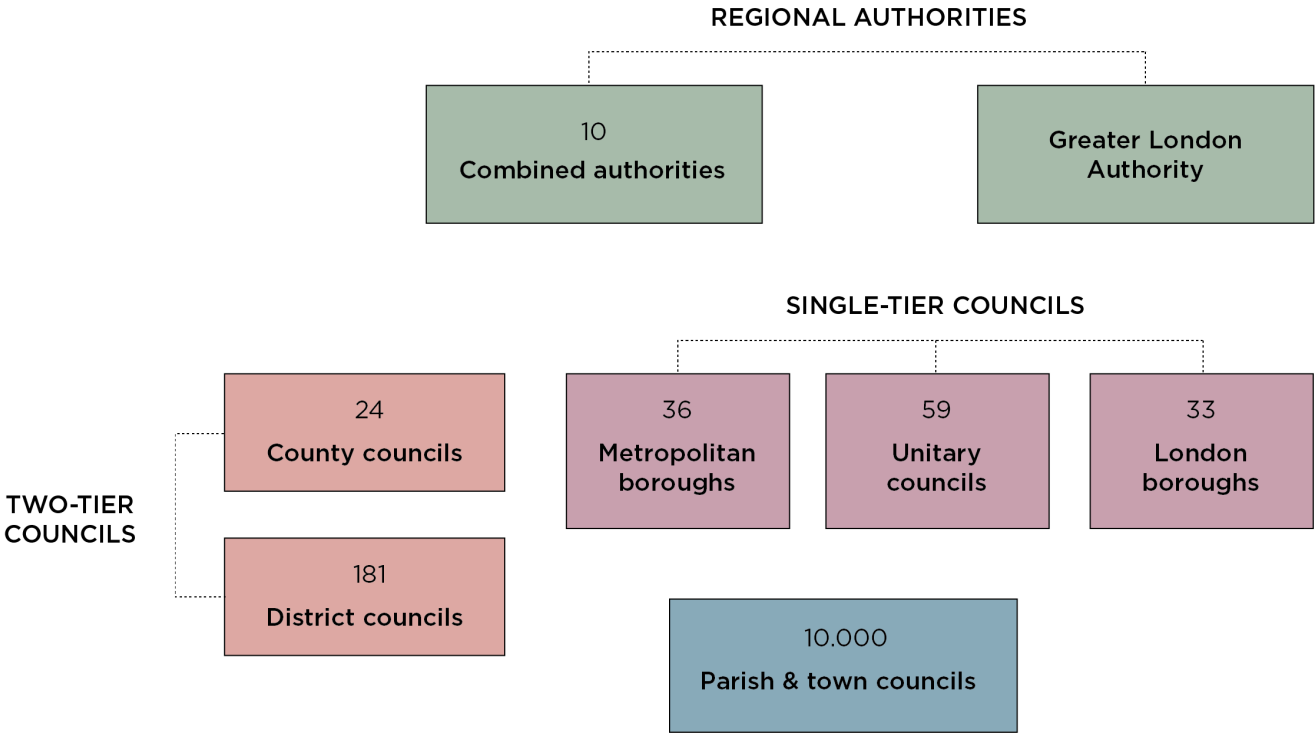 REGIONAL AUTHORITIES
10
Combined authorities
Greater London
Authority
SINGLE-TIER COUNCILS
TWO-TIER
COUNCILS
24
County councils
181
District councils
36
Metropolitan
boroughs
59
Unitary
councils
33
London
boroughs
10.000
Parish & town councils